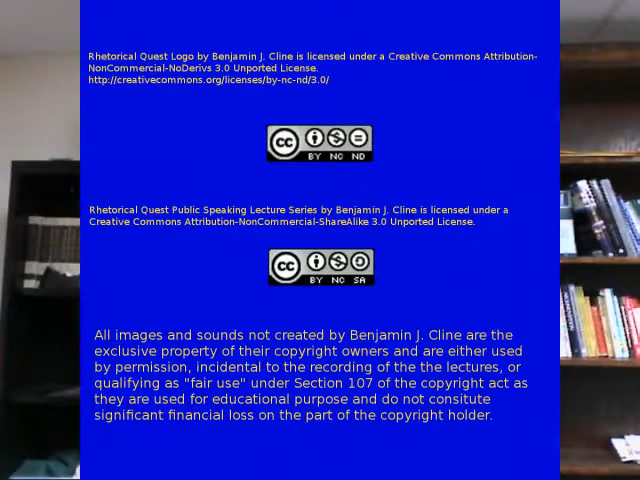 Rhetorical Quest Logo by Benjamin J. Cline is licensed under a Creative Commons Attribution-
NonCommercial-NoDerivs 3.0 Unported License.
http://creativecommons.org/licenses/by-nc-nd/3.0/
cc
BY NC ND
Rhetorical Quest Public Speaking Lecture Series by Benjamin J. Cline is licensed under a
Creative Commons Attribution-NonCommercial-ShareAlike 3.0 Unported License.
cc
BY NC SA
All images and sounds not created by Benjamin J. Cline are the
exclusive property of their copyright owners and are either used
by permission, incidental to the recording of the the lectures, or
qualifying as "fair use" under Section 107 of the copyright act as
they are used for educational purpose and do not consitute
significant financial loss on the part of the copyright holder.